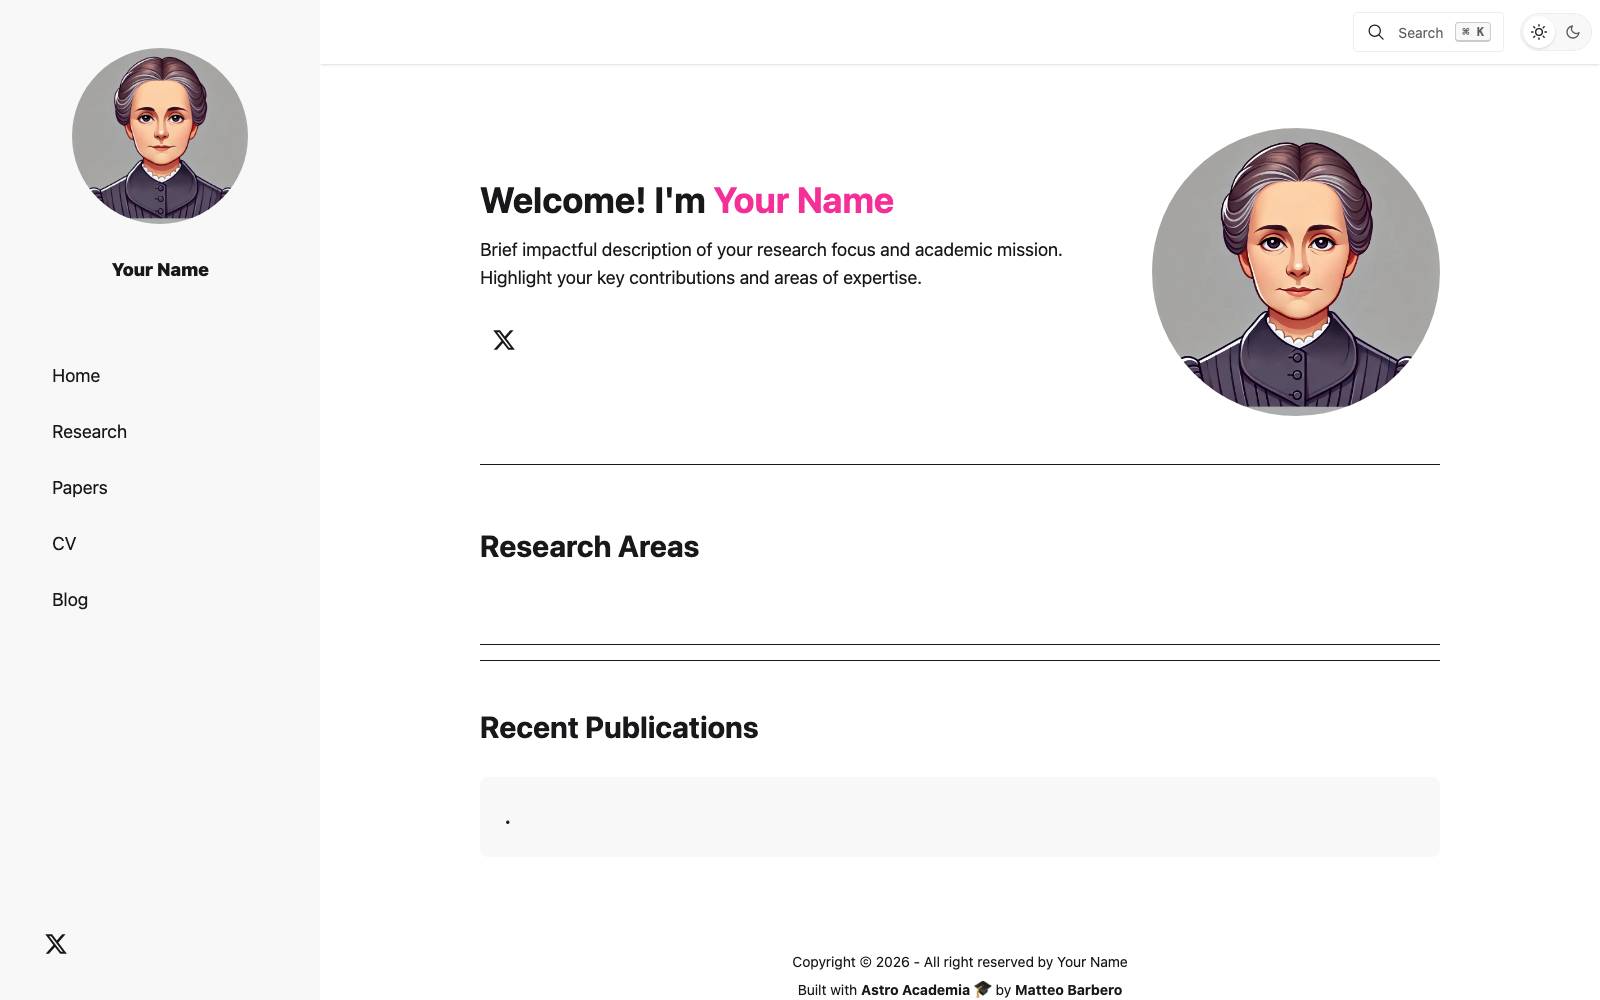 Your Name
Home
Research
Papers
CV
Blog
Search ⌘ K
Welcome! I'm Your Name
Brief impactful description of your research focus and academic mission.
Highlight your key contributions and areas of expertise.
Research Areas
Recent Publications
.
Copyright © 2026 - All right reserved by Your Name
Built with Astro Academia 🎓 by Matteo Barbero